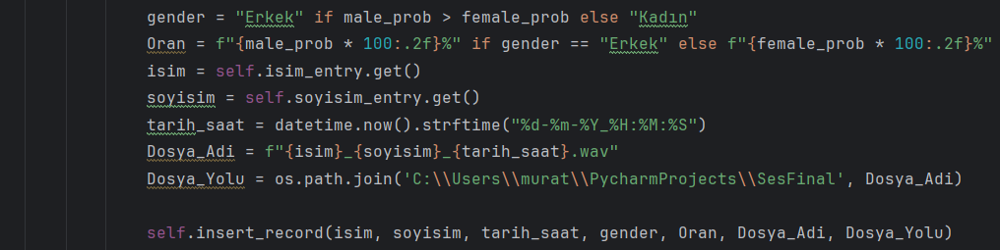 gender = "Erkek" if male_prob > female_prob else "Kadın"
Oran = f"{male_prob * 100:.2f}%" if gender == "Erkek" else f"{female_prob * 100:.2f}%"
isim = self.isim_entry.get()
soyisim = self.soyisim_entry.get()
tarih_saat = datetime.now().strftime("%d-%m-%Y_%H:%M:%S")
Dosya_Adi = f"{isim}_{soyisim}_{tarih_saat}.wav"
Dosya_Yolu = os.path.join('C:\\Users\\murat\\PycharmProjects\\SesFinal', Dosya_Adi)
self.insert_record(isim, soyisim, tarih_saat, gender, Oran, Dosya_Adi, Dosya_Yolu)